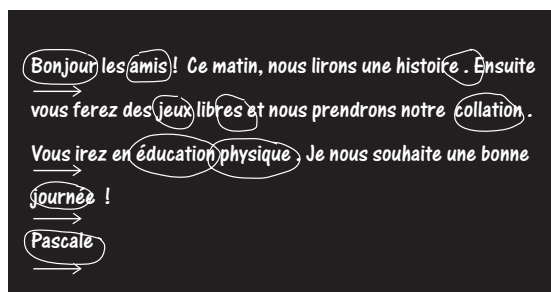 Bonjour les amis ! Ce matin, nous lirons une histoire . Ensuite
vous ferez des jeux libres et nous prendrons notre collation .
Vous irez en éducation physique . Je nous souhaite une bonne
journée !
Pascale